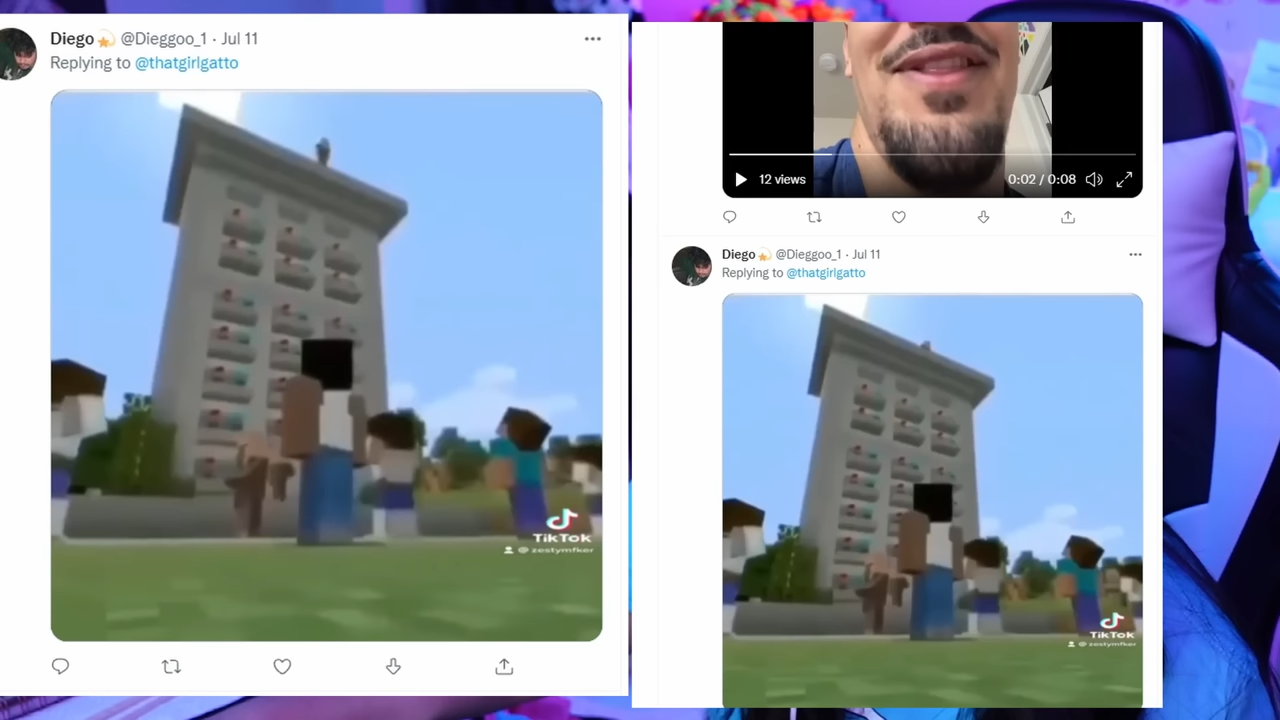 Diego @Dieggoo_1 · Jul 11
Replying to @thatgirlgatto
TikTok
@zestymfker
12 views
0:02 / 0:08
Diego @Dieggoo_1 · Jul 11
Replying to @thatgirlgatto
TikTok
@zestymfker